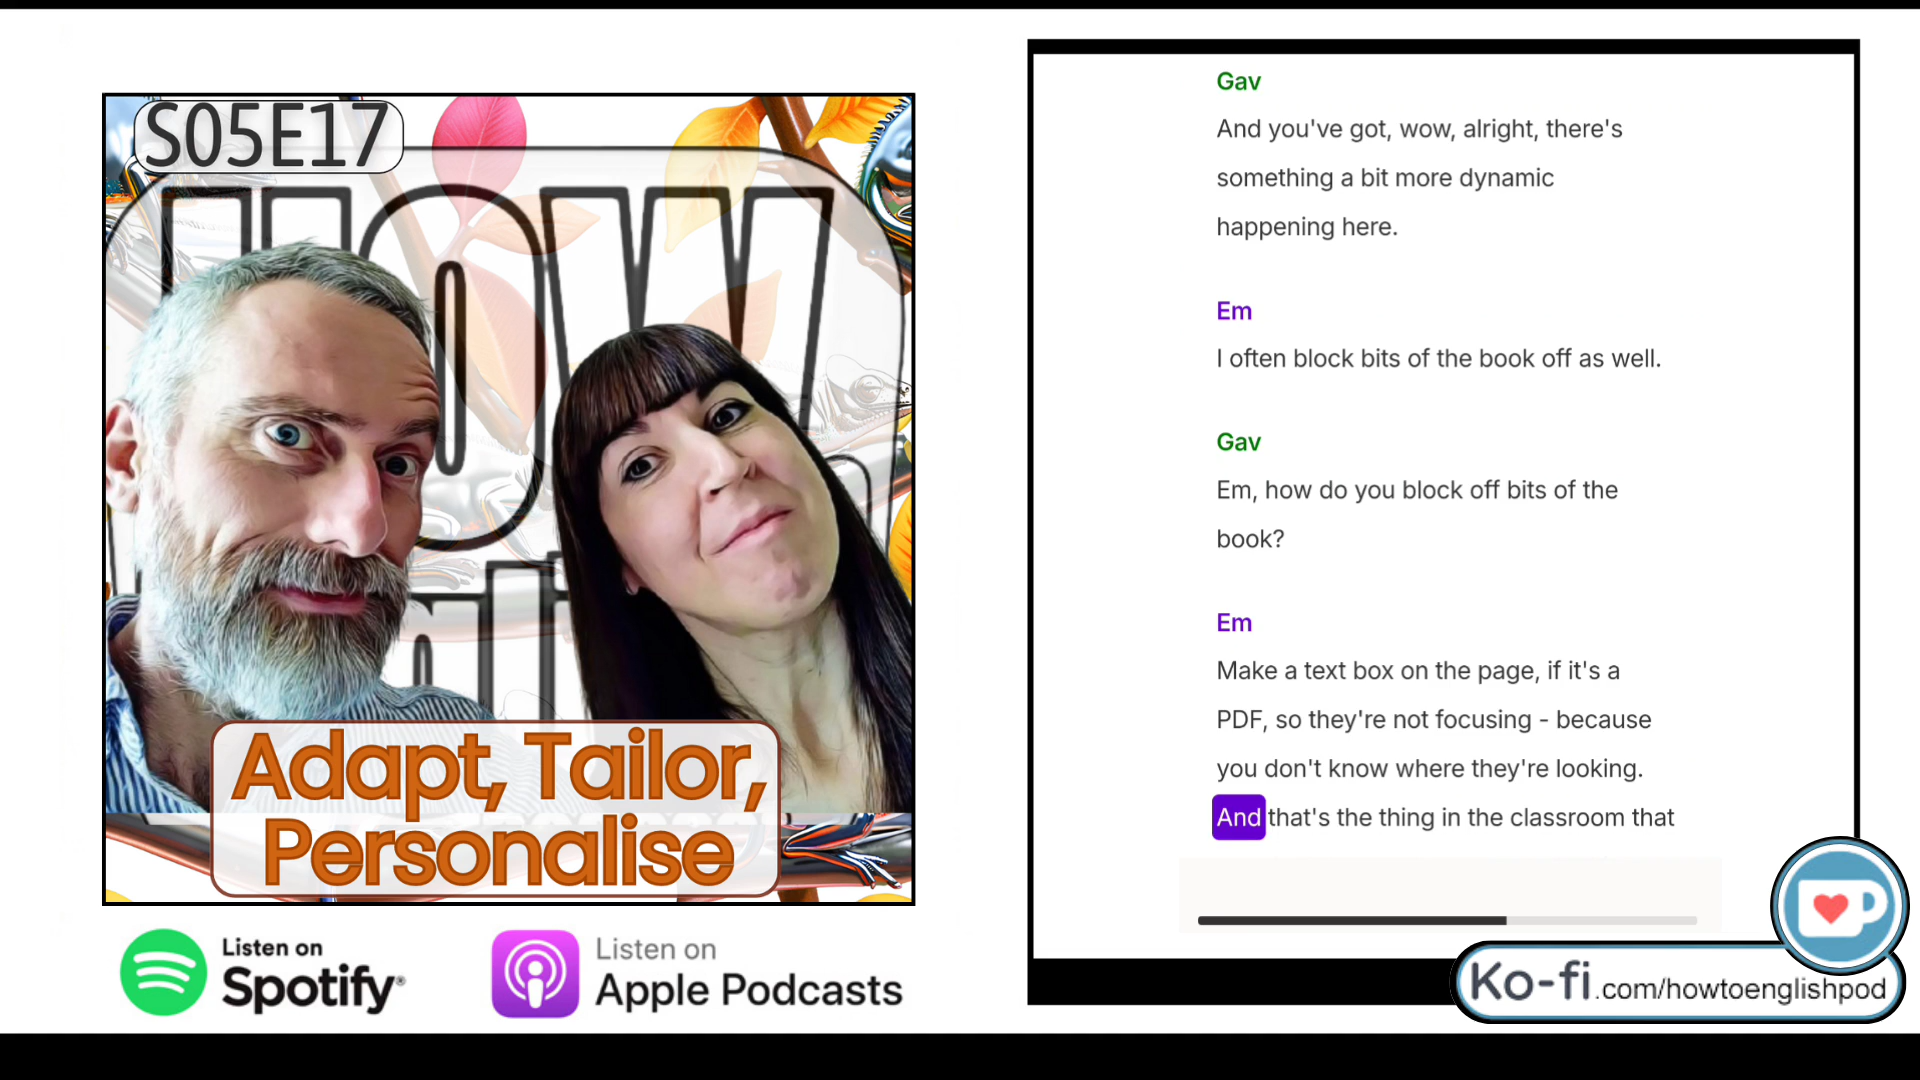 S05E17
HOW
Adapt, Tailor,
Personalise
Listen on
Spotify®
Listen on
Apple Podcasts
Gav
And you've got, wow, alright, there's
something a bit more dynamic
happening here.
Em
I often block bits of the book off as well.
Gav
Em, how do you block off bits of the
book?
Em
Make a text box on the page, if it's a
PDF, so they're not focusing - because
you don't know where they're looking.
And that's the thing in the classroom that
Ko-fi.com/howtoenglishpod